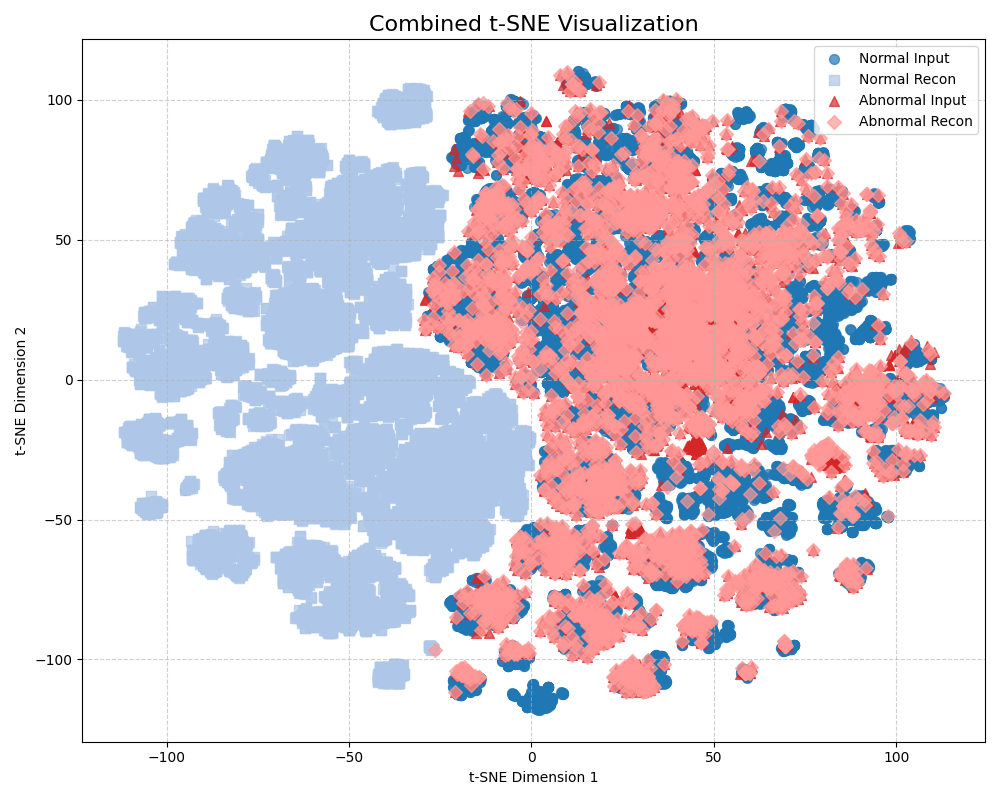 Combined t-SNE Visualization
Normal Input
Normal Recon
Abnormal Input
Abnormal Recon
100
50
0
−50
−100
t-SNE Dimension 2
−100
−50
0
50
100
t-SNE Dimension 1